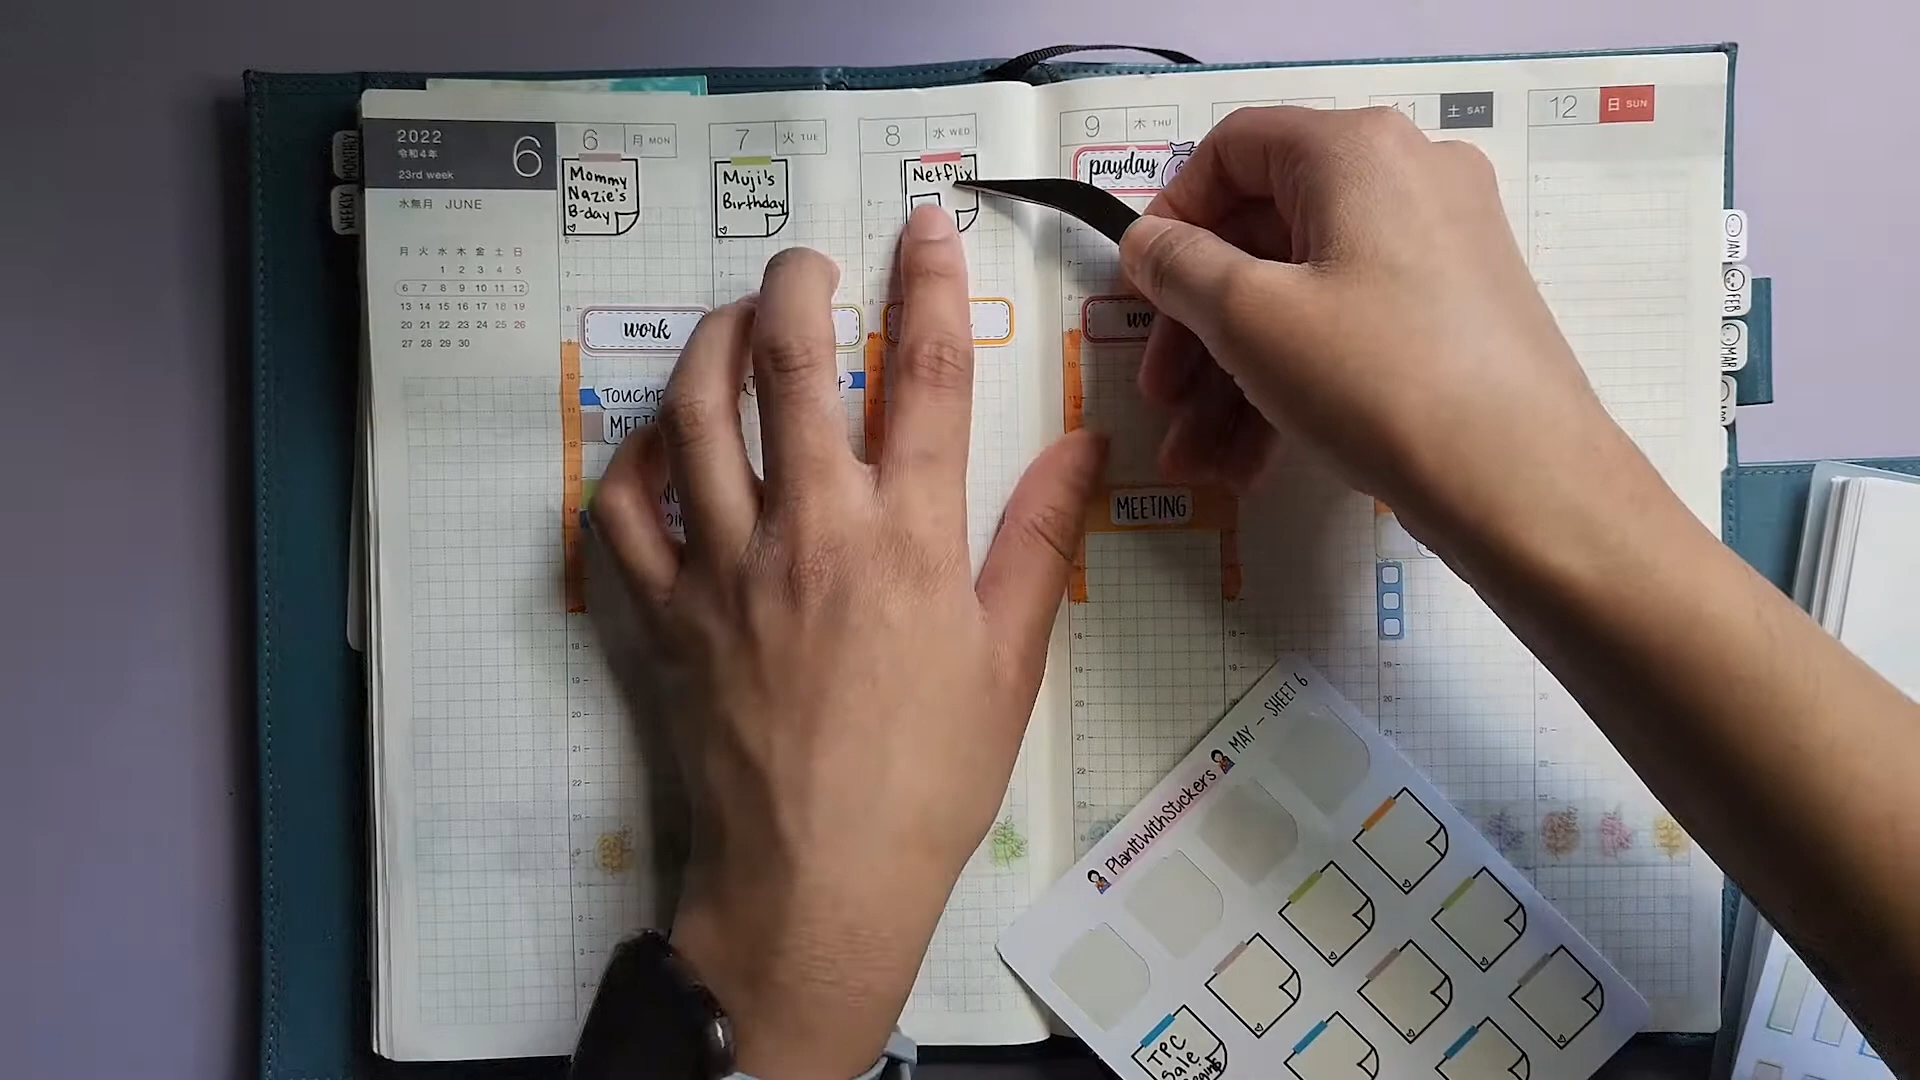 2022
令和4年
23rd week
6
水無月 JUNE
月 火 水 木 金 土 日
1 2 3 4 5
6 7 8 9 10 11 12
13 14 15 16 17 18 19
20 21 22 23 24 25 26
27 28 29 30
6 月 MON
7 火 TUE
8 水 WED
9 木 THU
11 土 SAT
12 日 SUN
Mommy
Nazie's
B-day
Muji's
Birthday
Netflix
payday
work
MEETING
MONTHLY
WEEKLY
JAN
FEB
MAR
MAY - SHEET 6
PlanItWithStickers
TPC
Sale